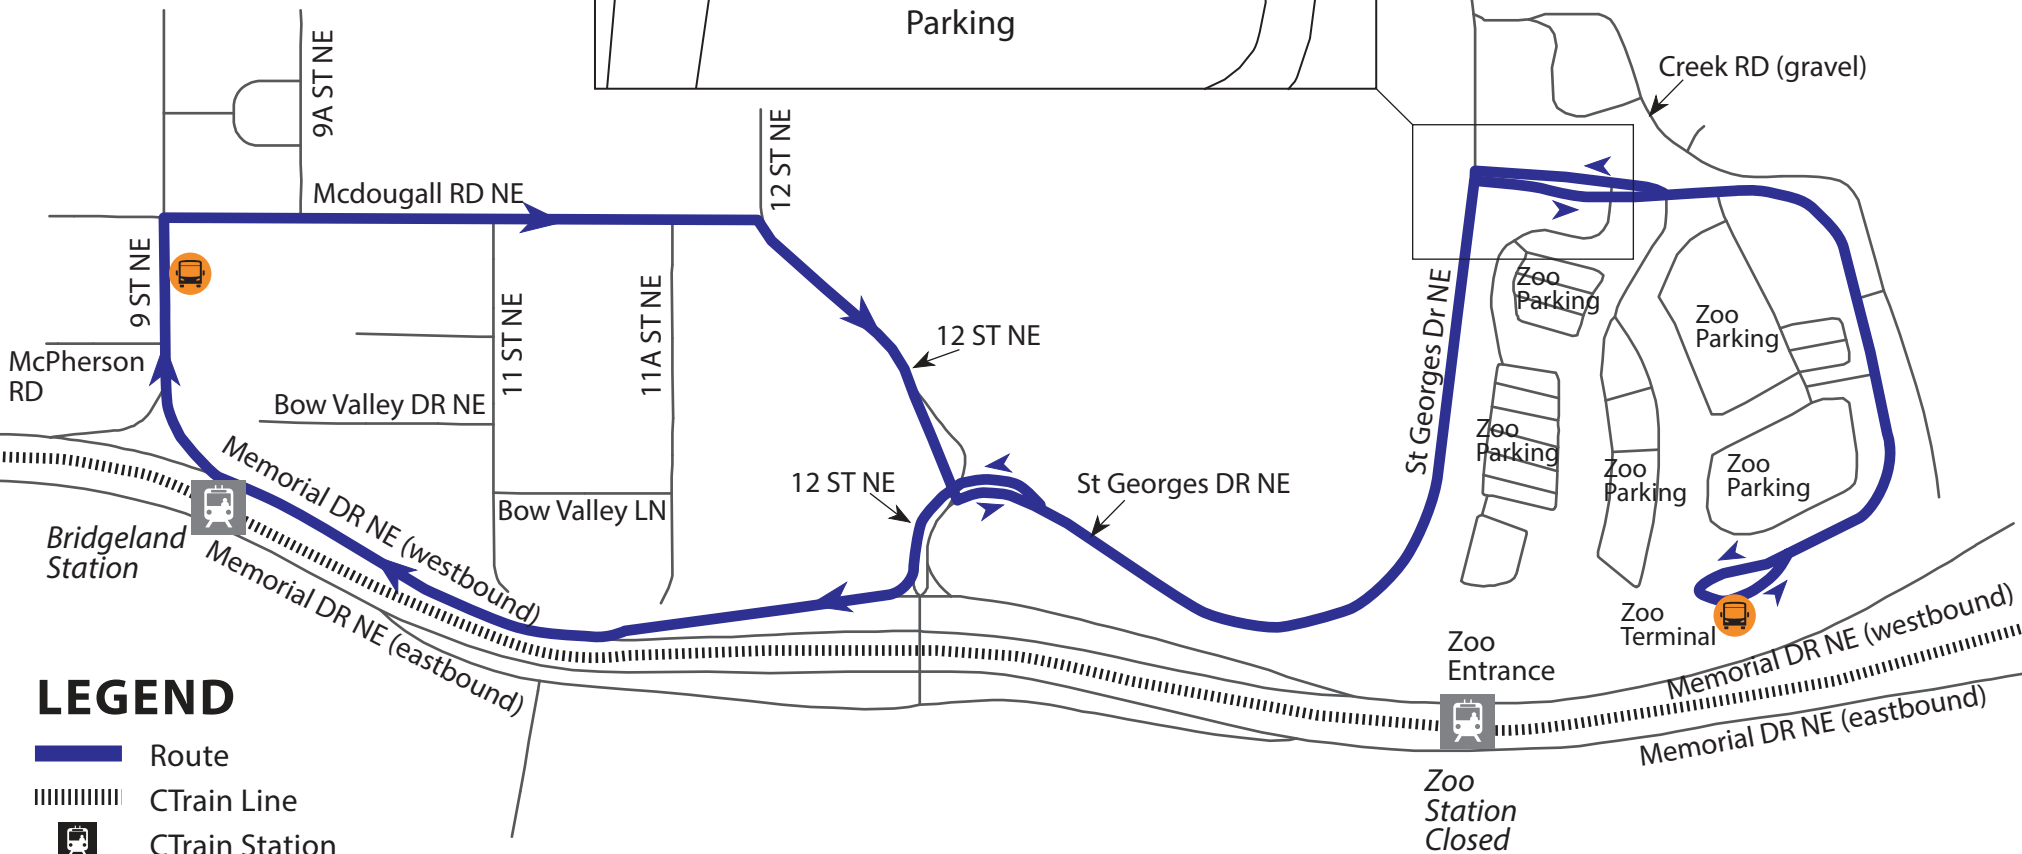 Parking
Creek RD (gravel)
9A ST NE
12 ST NE
Mcdougall RD NE
9 ST NE
Zoo
Parking
11 ST NE
11A ST NE
12 ST NE
St Georges Dr NE
Zoo
Parking
McPherson
RD
Bow Valley DR NE
Zoo
Parking
Memorial DR NE (westbound)
12 ST NE
St Georges DR NE
Zoo
Parking
Zoo
Parking
Bow Valley LN
Bridgeland
Station
Memorial DR NE (eastbound)
Zoo
Terminal
Zoo
Entrance
Memorial DR NE (westbound)
Memorial DR NE (eastbound)
LEGEND
Route
CTrain Line
CTrain Station
Zoo
Station
Closed